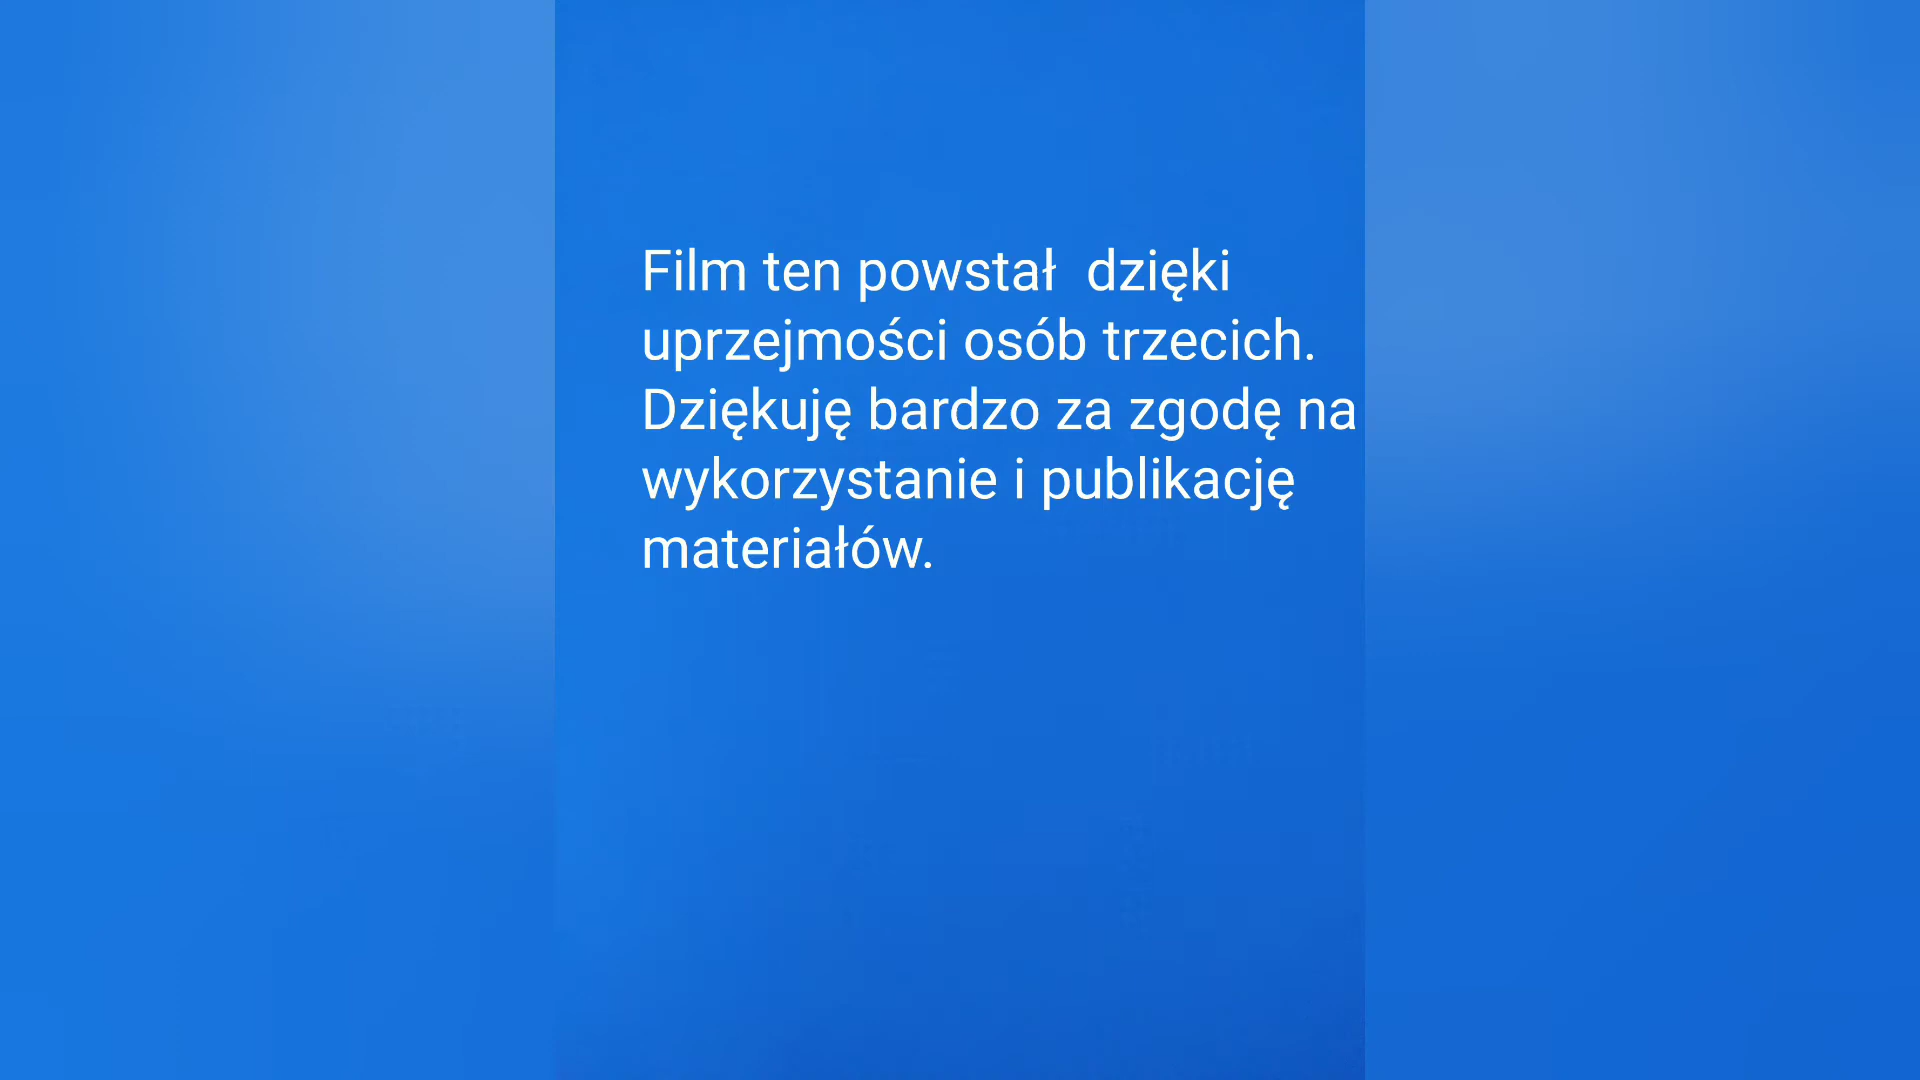 Film ten powstał  dzięki
uprzejmości osób trzecich.
Dziękuję bardzo za zgodę na
wykorzystanie i publikację
materiałów.